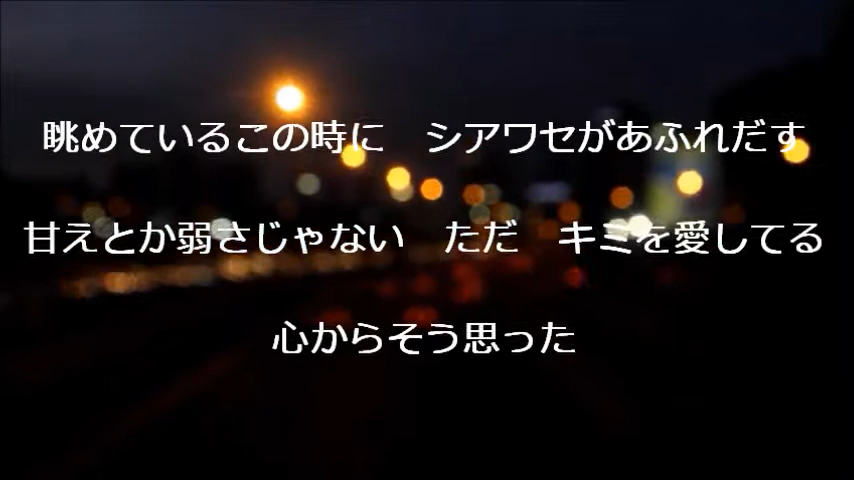 眺めているこの時に　シアワセがあふれだす
甘えとか弱さじゃない　ただ　キミを愛してる
心からそう思った